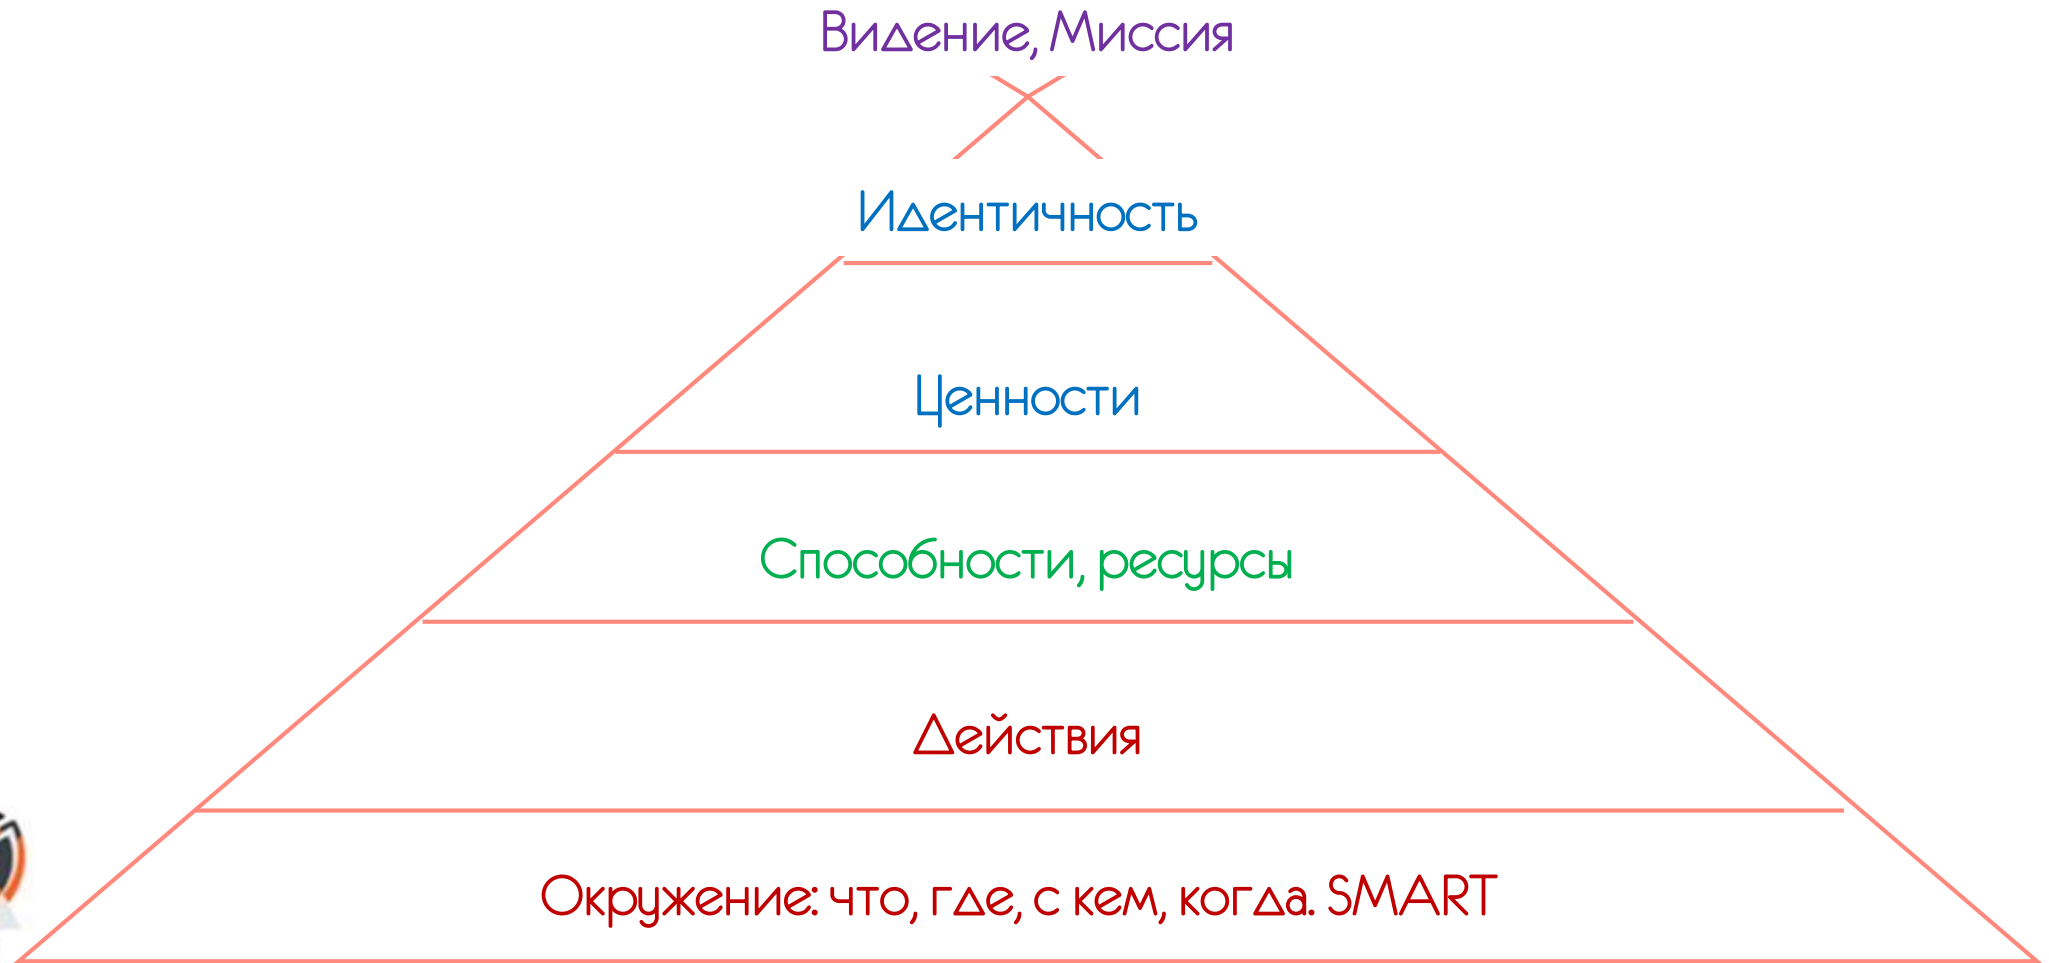 Видение, Миссия
Идентичность
Ценности
Способности, ресурсы
Действия
Окружение: что, где, с кем, когда. SMART